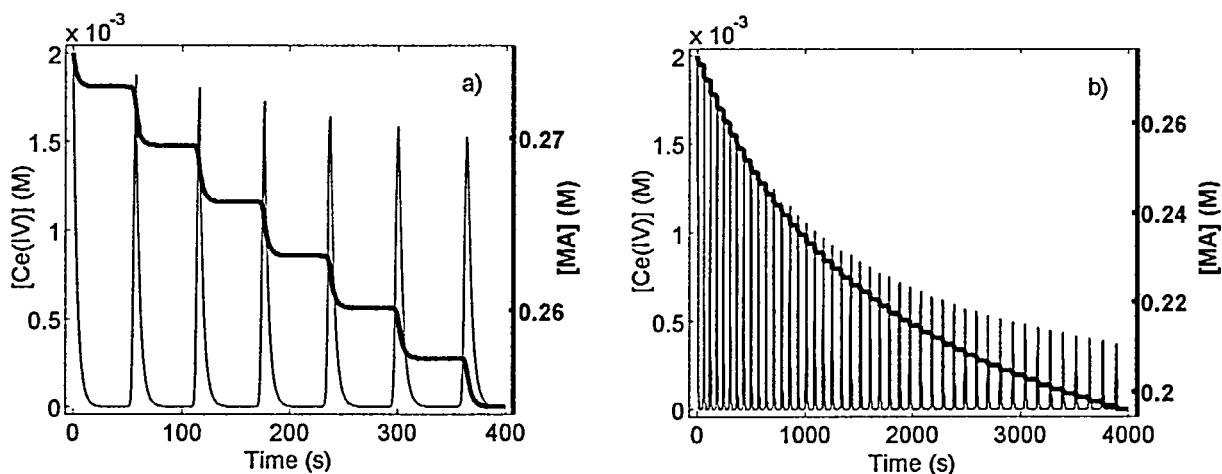 x 10⁻³
a)
2
1.5
1
0.5
0
[Ce(IV)] (M)
0.27
0.26
[MA] (M)
0 100 200 300 400
Time (s)
x 10⁻³
b)
2
1.5
1
0.5
0
[Ce(IV)] (M)
0.26
0.24
0.22
0.2
[MA] (M)
0 1000 2000 3000 4000
Time (s)